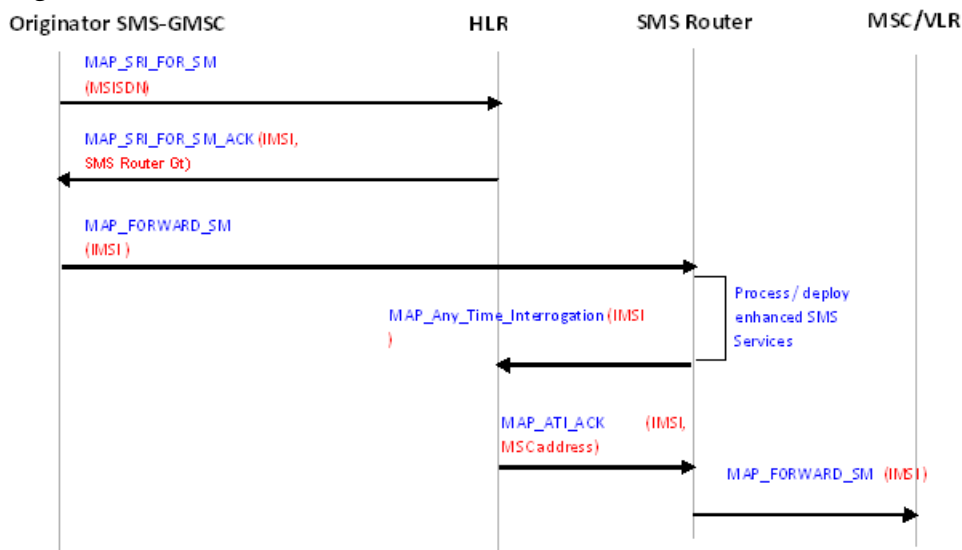 Originator SMS-GMSC
HLR
SMS Router
MSC/VLR
MAP_SRI_FOR_SM
(MSISDN)
MAP_SRI_FOR_SM_ACK (IMSI,
SMS Router Gt)
MAP_FORWARD_SM
(IMSI )
Process / deploy
enhanced SMS
Services
MAP_Any_Time_Interrogation (IMSI
)
MAP_ATI_ACK (IMSI,
MSCaddress)
MAP_FORWARD_SM (IMSI)